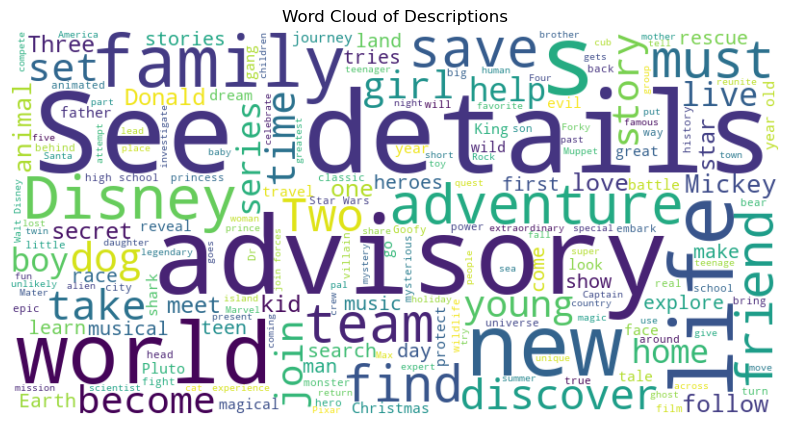 Word Cloud of Descriptions
America
compete
Three
stories
journey
brother
cub
mother
tell
land
tries
gang
children
teenager
save
must
rescue
family
S
story
group
reunite
set
animated
Donald
dream
big
human
Four
gets
back
girl
help
live
year old
animal
father
part
attempt
lead
place
time
celebrate
night
will
favorite
evil
King
son
Forky
put
way
star
history
behind
five
Santa
investigate
baby
year
greatest
short
toy
Rock
wild
past
Muppet
famous
great
town
See details
high school
princess
series
travel
classic
one
heroes
quest
first
love
battle
Mickey
Walt Disney
Disney
Two
Star Wars
adventure
bear
lost
twin
secret
reveal
woman
prince
share
Goofy
power
extraordinary
special
embark
fall
life
friend
little
daughter
legendary
goes
Dr
join forces
villain
go
mysterious
people
come
super
look
make
teenage
boy
dog
race
advisory
mystery
sea
show
real
school
fun
unlikely
Mater
alien
city
shark
island
Marvel
pal
holiday
young
Captain
country
explore
bring
epic
take
meet
kid
music
crew
team
protect
wildlife
try
universe
magic
use
give
learn
musical
teen
join
coming
search
day
face
around
home
world
head
Pluto
present
man
Max
expert
new
unique
tale
across
move
turn
mission
scientist
fight
cat
experience
monster
return
hero
find
summer
true
ghost
film
Earth
become
magical
Pixar
Christmas
discover
follow